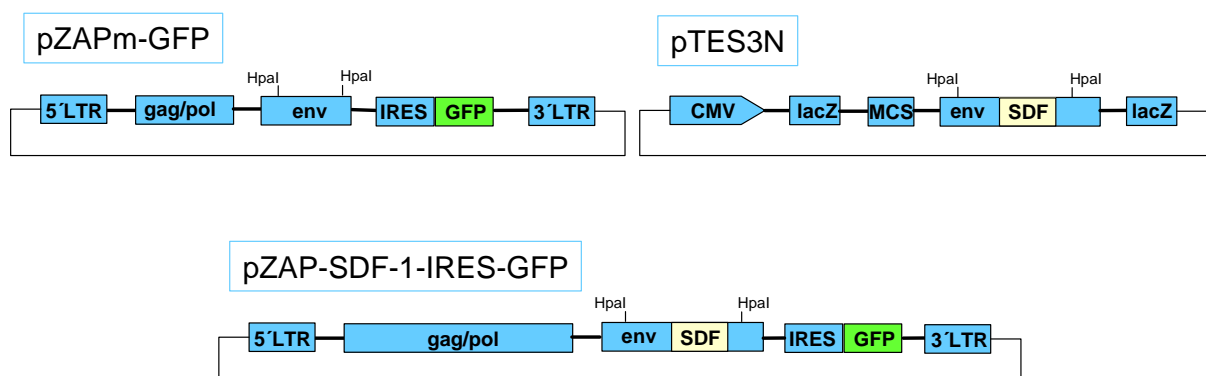 pZAPm-GFP
HpaI HpaI
5´LTR gag/pol env IRES GFP 3´LTR
pTES3N
HpaI HpaI
CMV lacZ MCS env SDF lacZ
pZAP-SDF-1-IRES-GFP
HpaI HpaI
5´LTR gag/pol env SDF IRES GFP 3´LTR